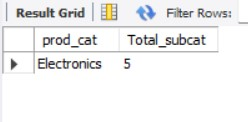 Result Grid Filter Rows:
prod_cat Total_subcat
Electronics 5